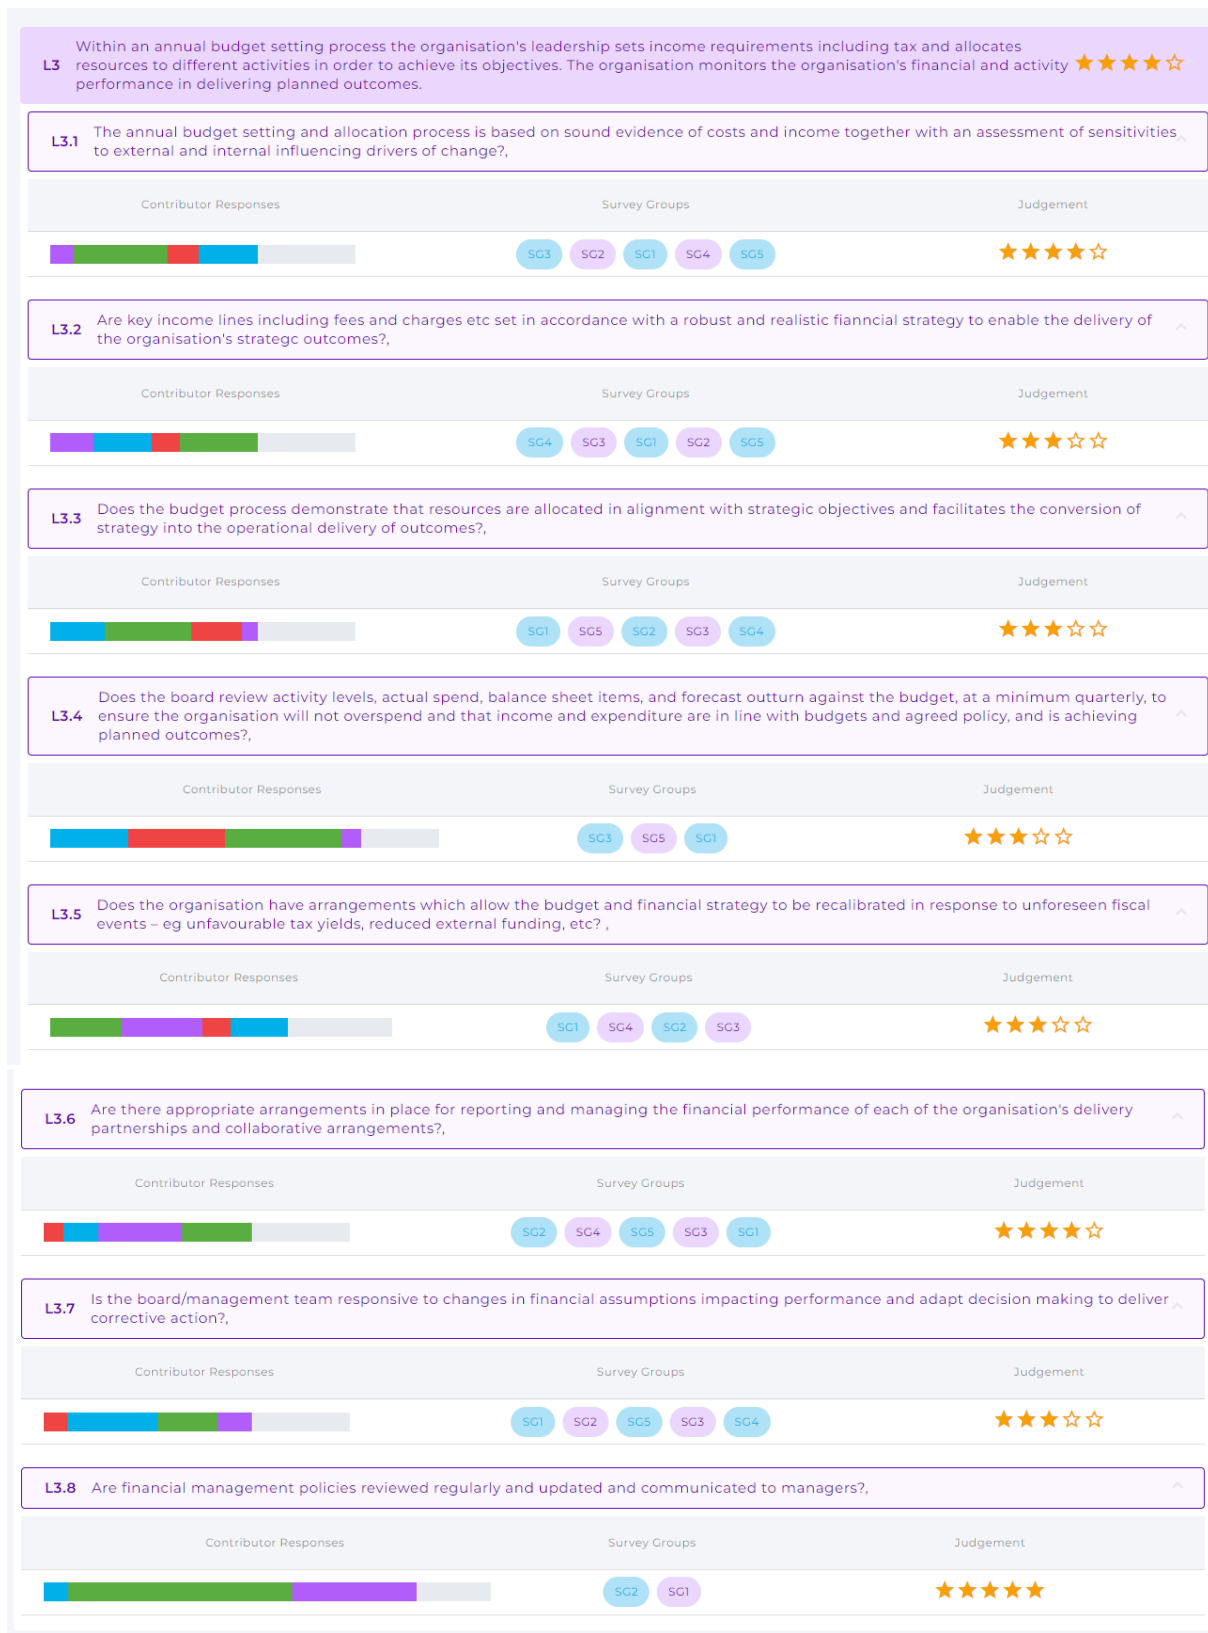 Within an annual budget setting process the organisation's leadership sets income requirements including tax and allocates
L3 resources to different activities in order to achieve its objectives. The organisation monitors the organisation's financial and activity
performance in delivering planned outcomes.
The annual budget setting and allocation process is based on sound evidence of costs and income together with an assessment of sensitivities
L3.1
to external and internal influencing drivers of change?,
Contributor Responses Survey Groups Judgement
SG3 SG2 SG1 SG4 SG5
Are key income lines including fees and charges etc set in accordance with a robust and realistic fianncial strategy to enable the delivery of
L3.2
the organisation's strategc outcomes?,
Contributor Responses Survey Groups Judgement
SG4 SG3 SG1 SG2 SG5
Does the budget process demonstrate that resources are allocated in alignment with strategic objectives and facilitates the conversion of
L3.3
strategy into the operational delivery of outcomes?,
Contributor Responses Survey Groups Judgement
SG1 SG5 SG2 SG3 SG4
Does the board review activity levels, actual spend, balance sheet items, and forecast outturn against the budget, at a minimum quarterly, to
L3.4 ensure the organisation will not overspend and that income and expenditure are in line with budgets and agreed policy, and is achieving
planned outcomes?,
Contributor Responses Survey Groups Judgement
SG3 SG5 SG1
Does the organisation have arrangements which allow the budget and financial strategy to be recalibrated in response to unforeseen fiscal
L3.5
events – eg unfavourable tax yields, reduced external funding, etc? ,
Contributor Responses Survey Groups Judgement
SG1 SG4 SG2 SG3
Are there appropriate arrangements in place for reporting and managing the financial performance of each of the organisation's delivery
L3.6
partnerships and collaborative arrangements?,
Contributor Responses Survey Groups Judgement
SG2 SG4 SG5 SG3 SG1
Is the board/management team responsive to changes in financial assumptions impacting performance and adapt decision making to deliver
L3.7
corrective action?,
Contributor Responses Survey Groups Judgement
SG1 SG2 SG5 SG3 SG4
L3.8 Are financial management policies reviewed regularly and updated and communicated to managers?,
Contributor Responses Survey Groups Judgement
SG2 SG1